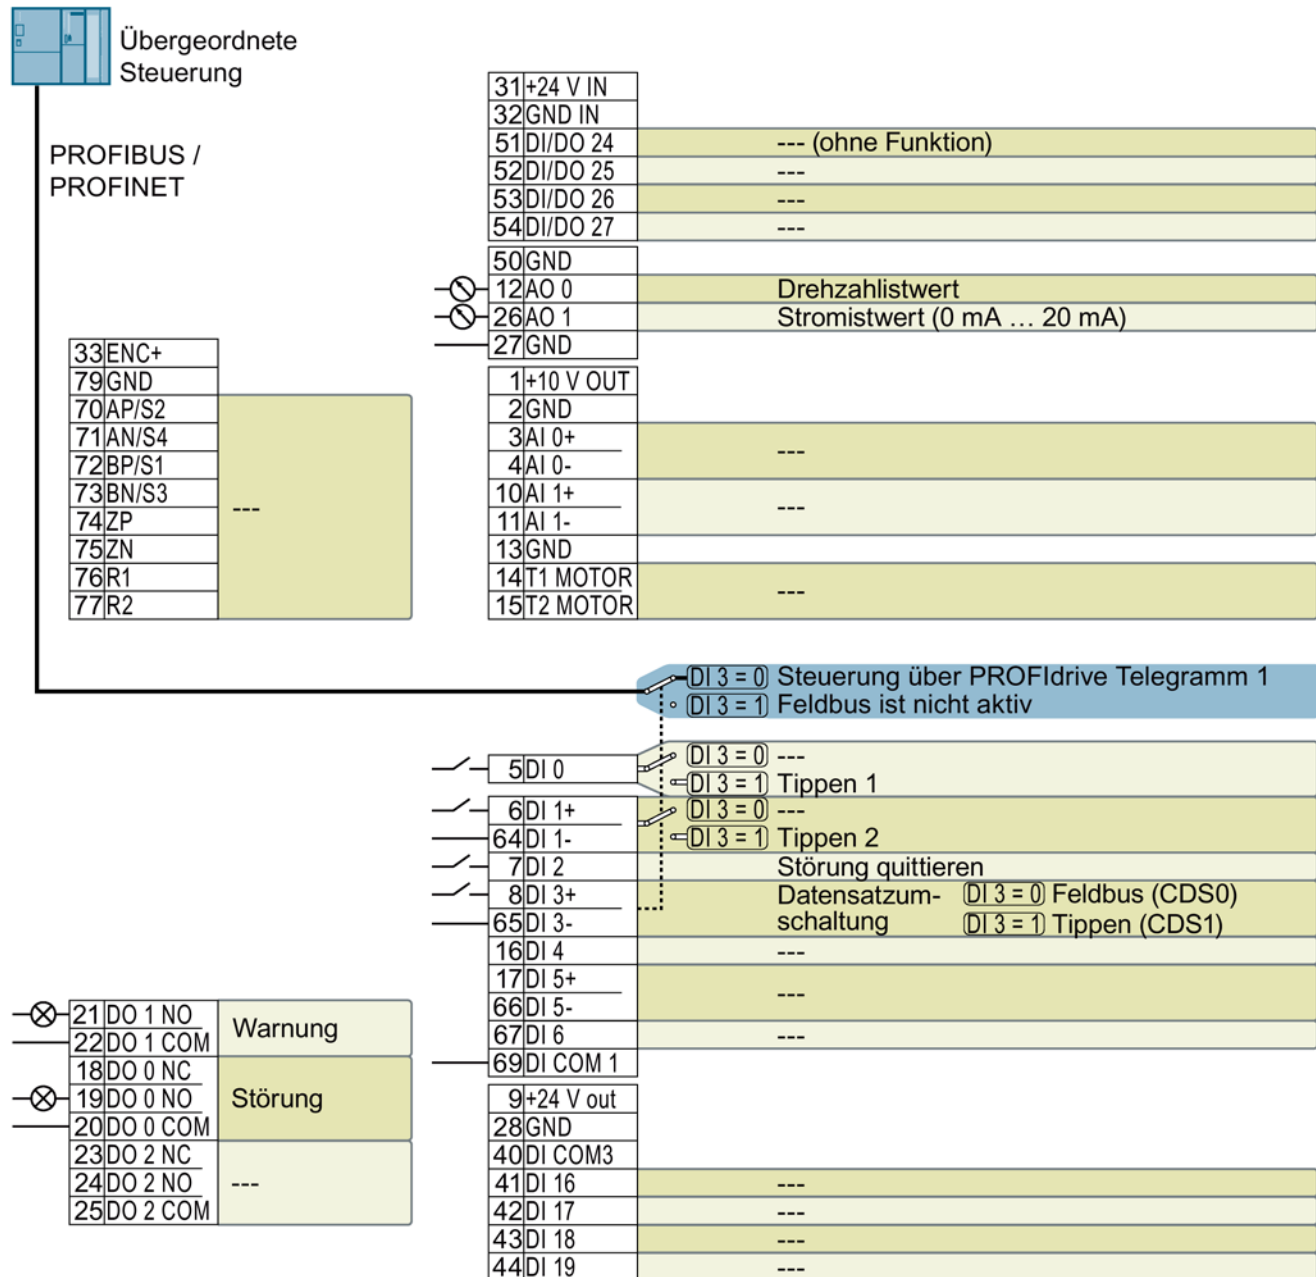 Übergeordnete
Steuerung
PROFIBUS /
PROFINET
31 +24 V IN
32 GND IN
51 DI/DO 24 --- (ohne Funktion)
52 DI/DO 25 ---
53 DI/DO 26 ---
54 DI/DO 27 ---
50 GND
12 AO 0 Drehzahlistwert
26 AO 1 Stromistwert (0 mA … 20 mA)
27 GND
33 ENC+
79 GND
70 AP/S2
71 AN/S4
72 BP/S1
73 BN/S3
74 ZP
75 ZN
76 R1
77 R2
---
1 +10 V OUT
2 GND
3 AI 0+
4 AI 0-
---
10 AI 1+
11 AI 1-
---
13 GND
14 T1 MOTOR
15 T2 MOTOR
---
DI 3 = 0 Steuerung über PROFIdrive Telegramm 1
DI 3 = 1 Feldbus ist nicht aktiv
5 DI 0
DI 3 = 0 ---
DI 3 = 1 Tippen 1
6 DI 1+
64 DI 1-
DI 3 = 0 ---
DI 3 = 1 Tippen 2
7 DI 2 Störung quittieren
8 DI 3+
65 DI 3-
Datensatzum-
schaltung
DI 3 = 0 Feldbus (CDS0)
DI 3 = 1 Tippen (CDS1)
16 DI 4 ---
17 DI 5+
66 DI 5-
---
67 DI 6 ---
69 DI COM 1
21 DO 1 NO
22 DO 1 COM
Warnung
18 DO 0 NC
19 DO 0 NO
20 DO 0 COM
Störung
23 DO 2 NC
24 DO 2 NO
25 DO 2 COM
---
9 +24 V out
28 GND
40 DI COM3
41 DI 16 ---
42 DI 17 ---
43 DI 18 ---
44 DI 19 ---